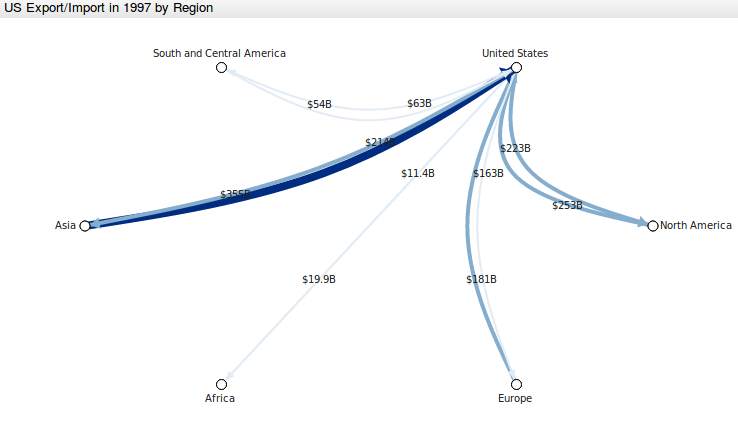 US Export/Import in 1997 by Region
South and Central America
United States
$54B
$63B
$214B
$223B
$11.4B
$163B
$355B
$253B
Asia
North America
$19.9B
$181B
Africa
Europe